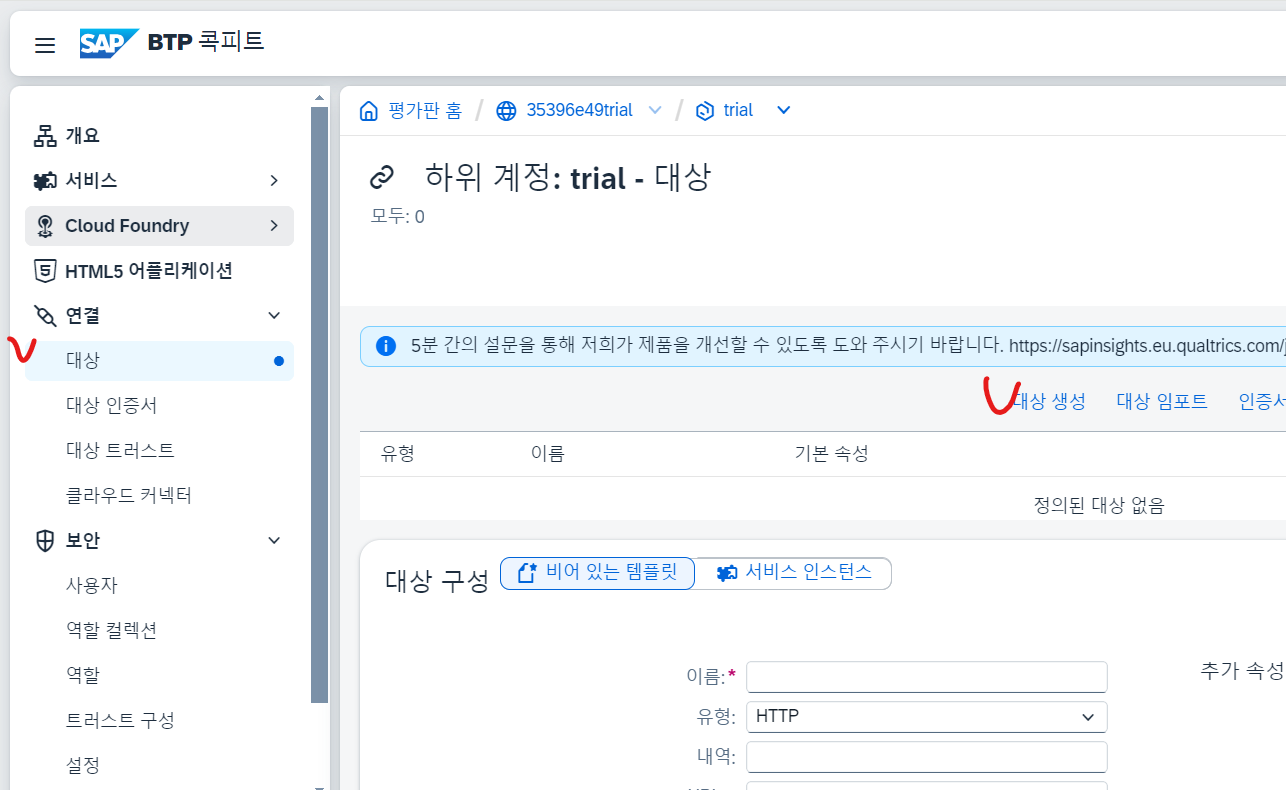 SAP BTP 콕피트
개요
서비스
Cloud Foundry
HTML5 어플리케이션
연결
대상
대상 인증서
대상 트러스트
클라우드 커넥터
보안
사용자
역할 컬렉션
역할
트러스트 구성
설정
평가판 홈 / 35396e49trial / trial
하위 계정: trial - 대상
모두: 0
5분 간의 설문을 통해 저희가 제품을 개선할 수 있도록 도와 주시기 바랍니다. https://sapinsights.eu.qualtrics.com/
대상 생성 대상 임포트 인증서
유형 이름 기본 속성
정의된 대상 없음
대상 구성 비어 있는 템플릿 서비스 인스턴스
이름:* 추가 속성
유형: HTTP
내역: